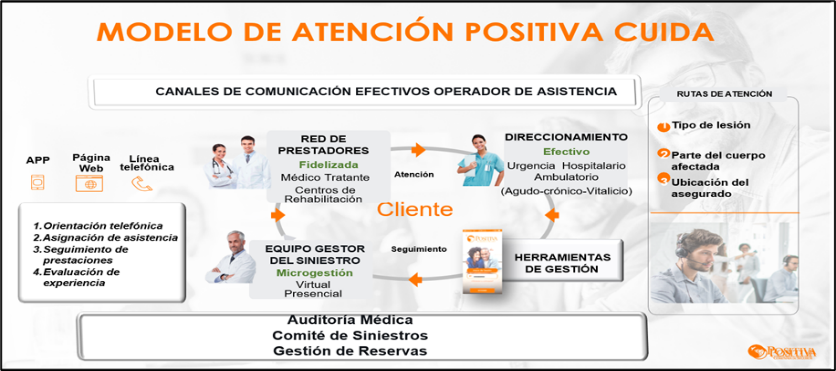 MODELO DE ATENCIÓN POSITIVA CUIDA
CANALES DE COMUNICACIÓN EFECTIVOS OPERADOR DE ASISTENCIA
APP
Página
Web
Línea
telefónica
1. Orientación telefónica
2. Asignación de asistencia
3. Seguimiento de
prestaciones
4. Evaluación de
experiencia
RED DE
PRESTADORES
Fidelizada
Médico Tratante
Centros de
Rehabilitación
Atención
DIRECCIONAMIENTO
Efectivo
Urgencia Hospitalario
Ambulatorio
(Agudo-crónico-Vitalicio)
Cliente
EQUIPO GESTOR
DEL SINIESTRO
Microgestión
Virtual
Presencial
Seguimiento
POSITIVA
HERRAMIENTAS
DE GESTIÓN
RUTAS DE ATENCIÓN
1 Tipo de lesión
2 Parte del cuerpo
afectada
3 Ubicación del
asegurado
Auditoría Médica
Comité de Siniestros
Gestión de Reservas
POSITIVA